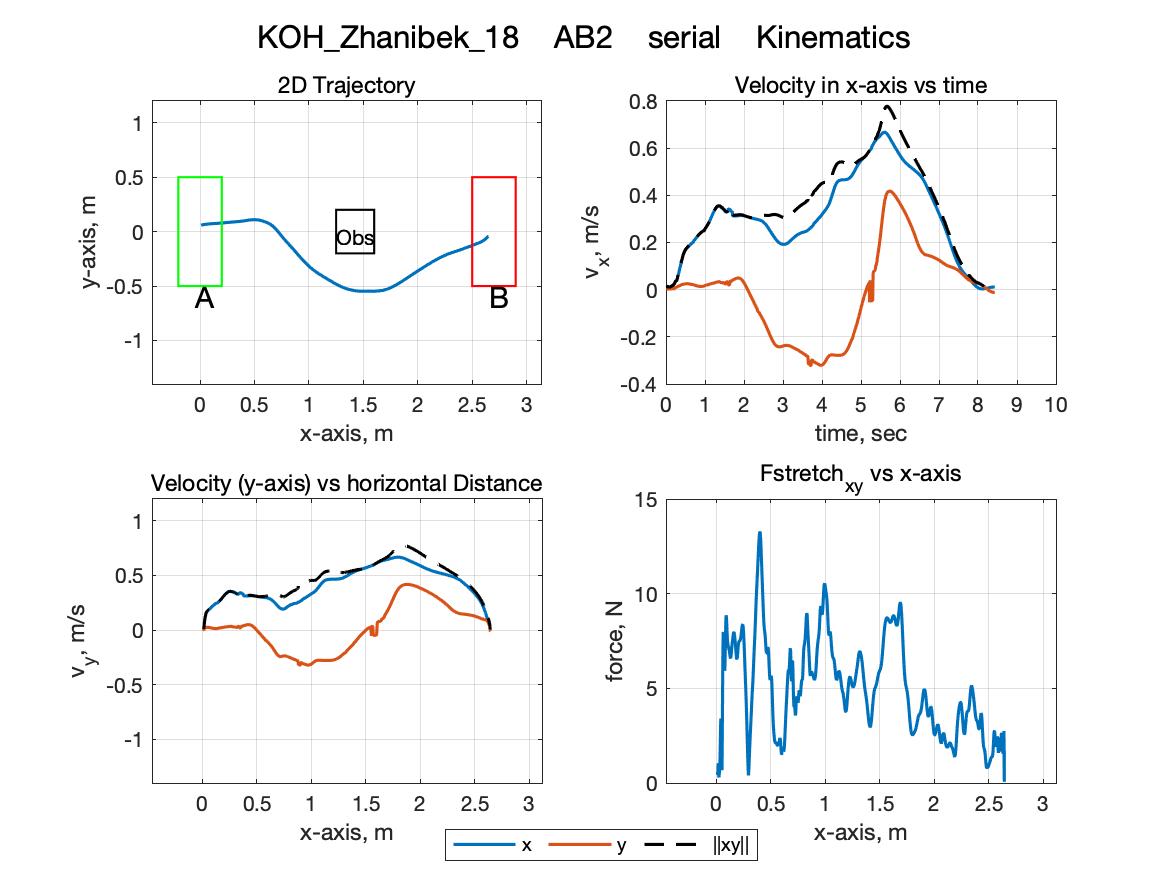 KOH_Zhanibek_18 AB2 serial Kinematics
2D Trajectory
1
0.5
0
-0.5
-1
y-axis, m
Obs
A
B
0 0.5 1 1.5 2 2.5 3
x-axis, m
Velocity in x-axis vs time
0.8
0.6
0.4
0.2
0
-0.2
-0.4
vx, m/s
0 1 2 3 4 5 6 7 8 9 10
time, sec
Velocity (y-axis) vs horizontal Distance
1
0.5
0
-0.5
-1
vy, m/s
0 0.5 1 1.5 2 2.5 3
x-axis, m
Fstretchxy vs x-axis
15
10
5
0
force, N
0 0.5 1 1.5 2 2.5 3
x-axis, m
x y ||xy||